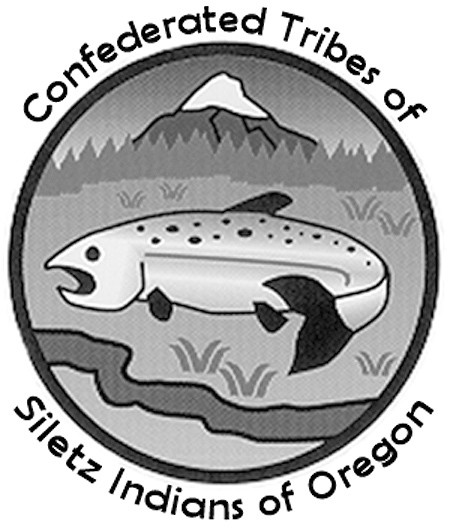 Confederated Tribes of
Siletz Indians of Oregon